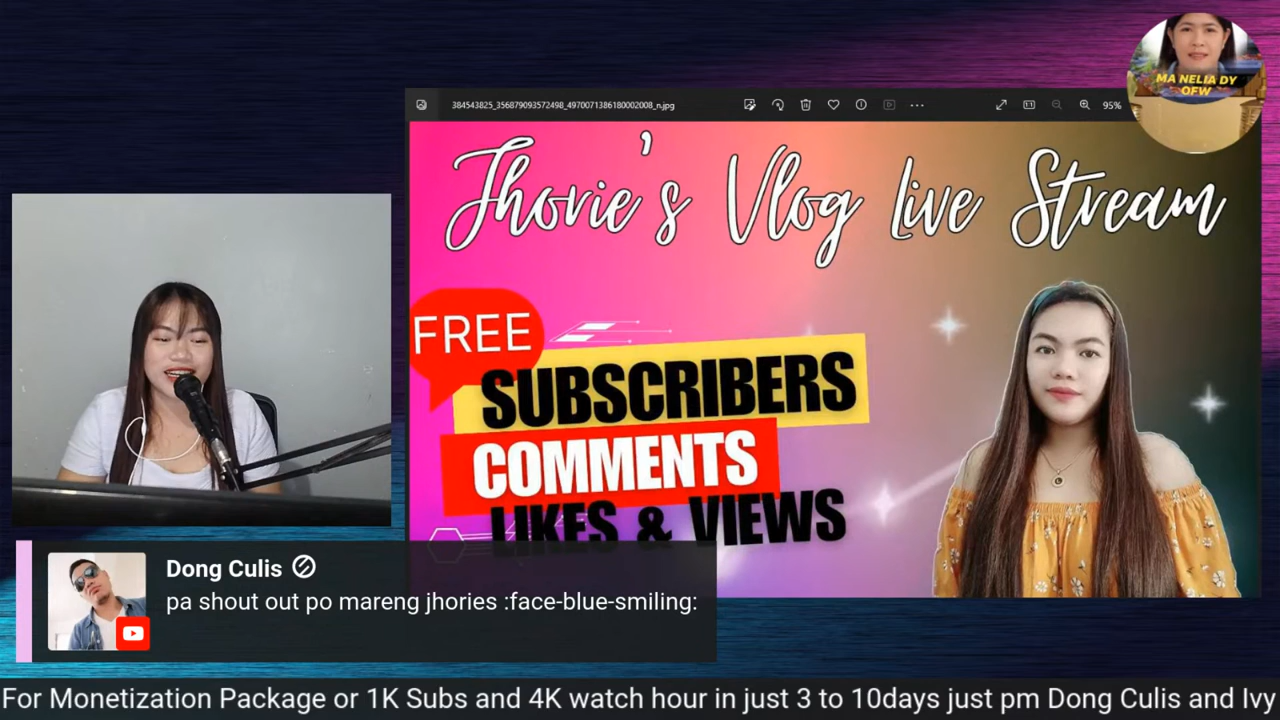 MA NELIA DY
OFW
384543825_356879093572498_4970071386180002008_n.jpg
95%
Jhorie's Vlog Live Stream
FREE
SUBSCRIBERS
COMMENTS
LIKES & VIEWS
Dong Culis
pa shout out po mareng jhories :face-blue-smiling:
For Monetization Package or 1K Subs and 4K watch hour in just 3 to 10days just pm Dong Culis and Ivy